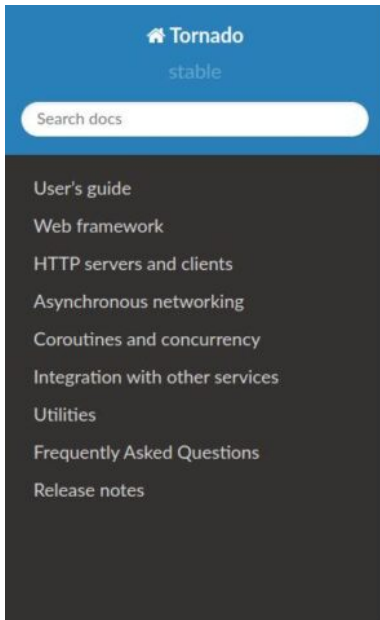 Tornado
stable
Search docs
User's guide
Web framework
HTTP servers and clients
Asynchronous networking
Coroutines and concurrency
Integration with other services
Utilities
Frequently Asked Questions
Release notes